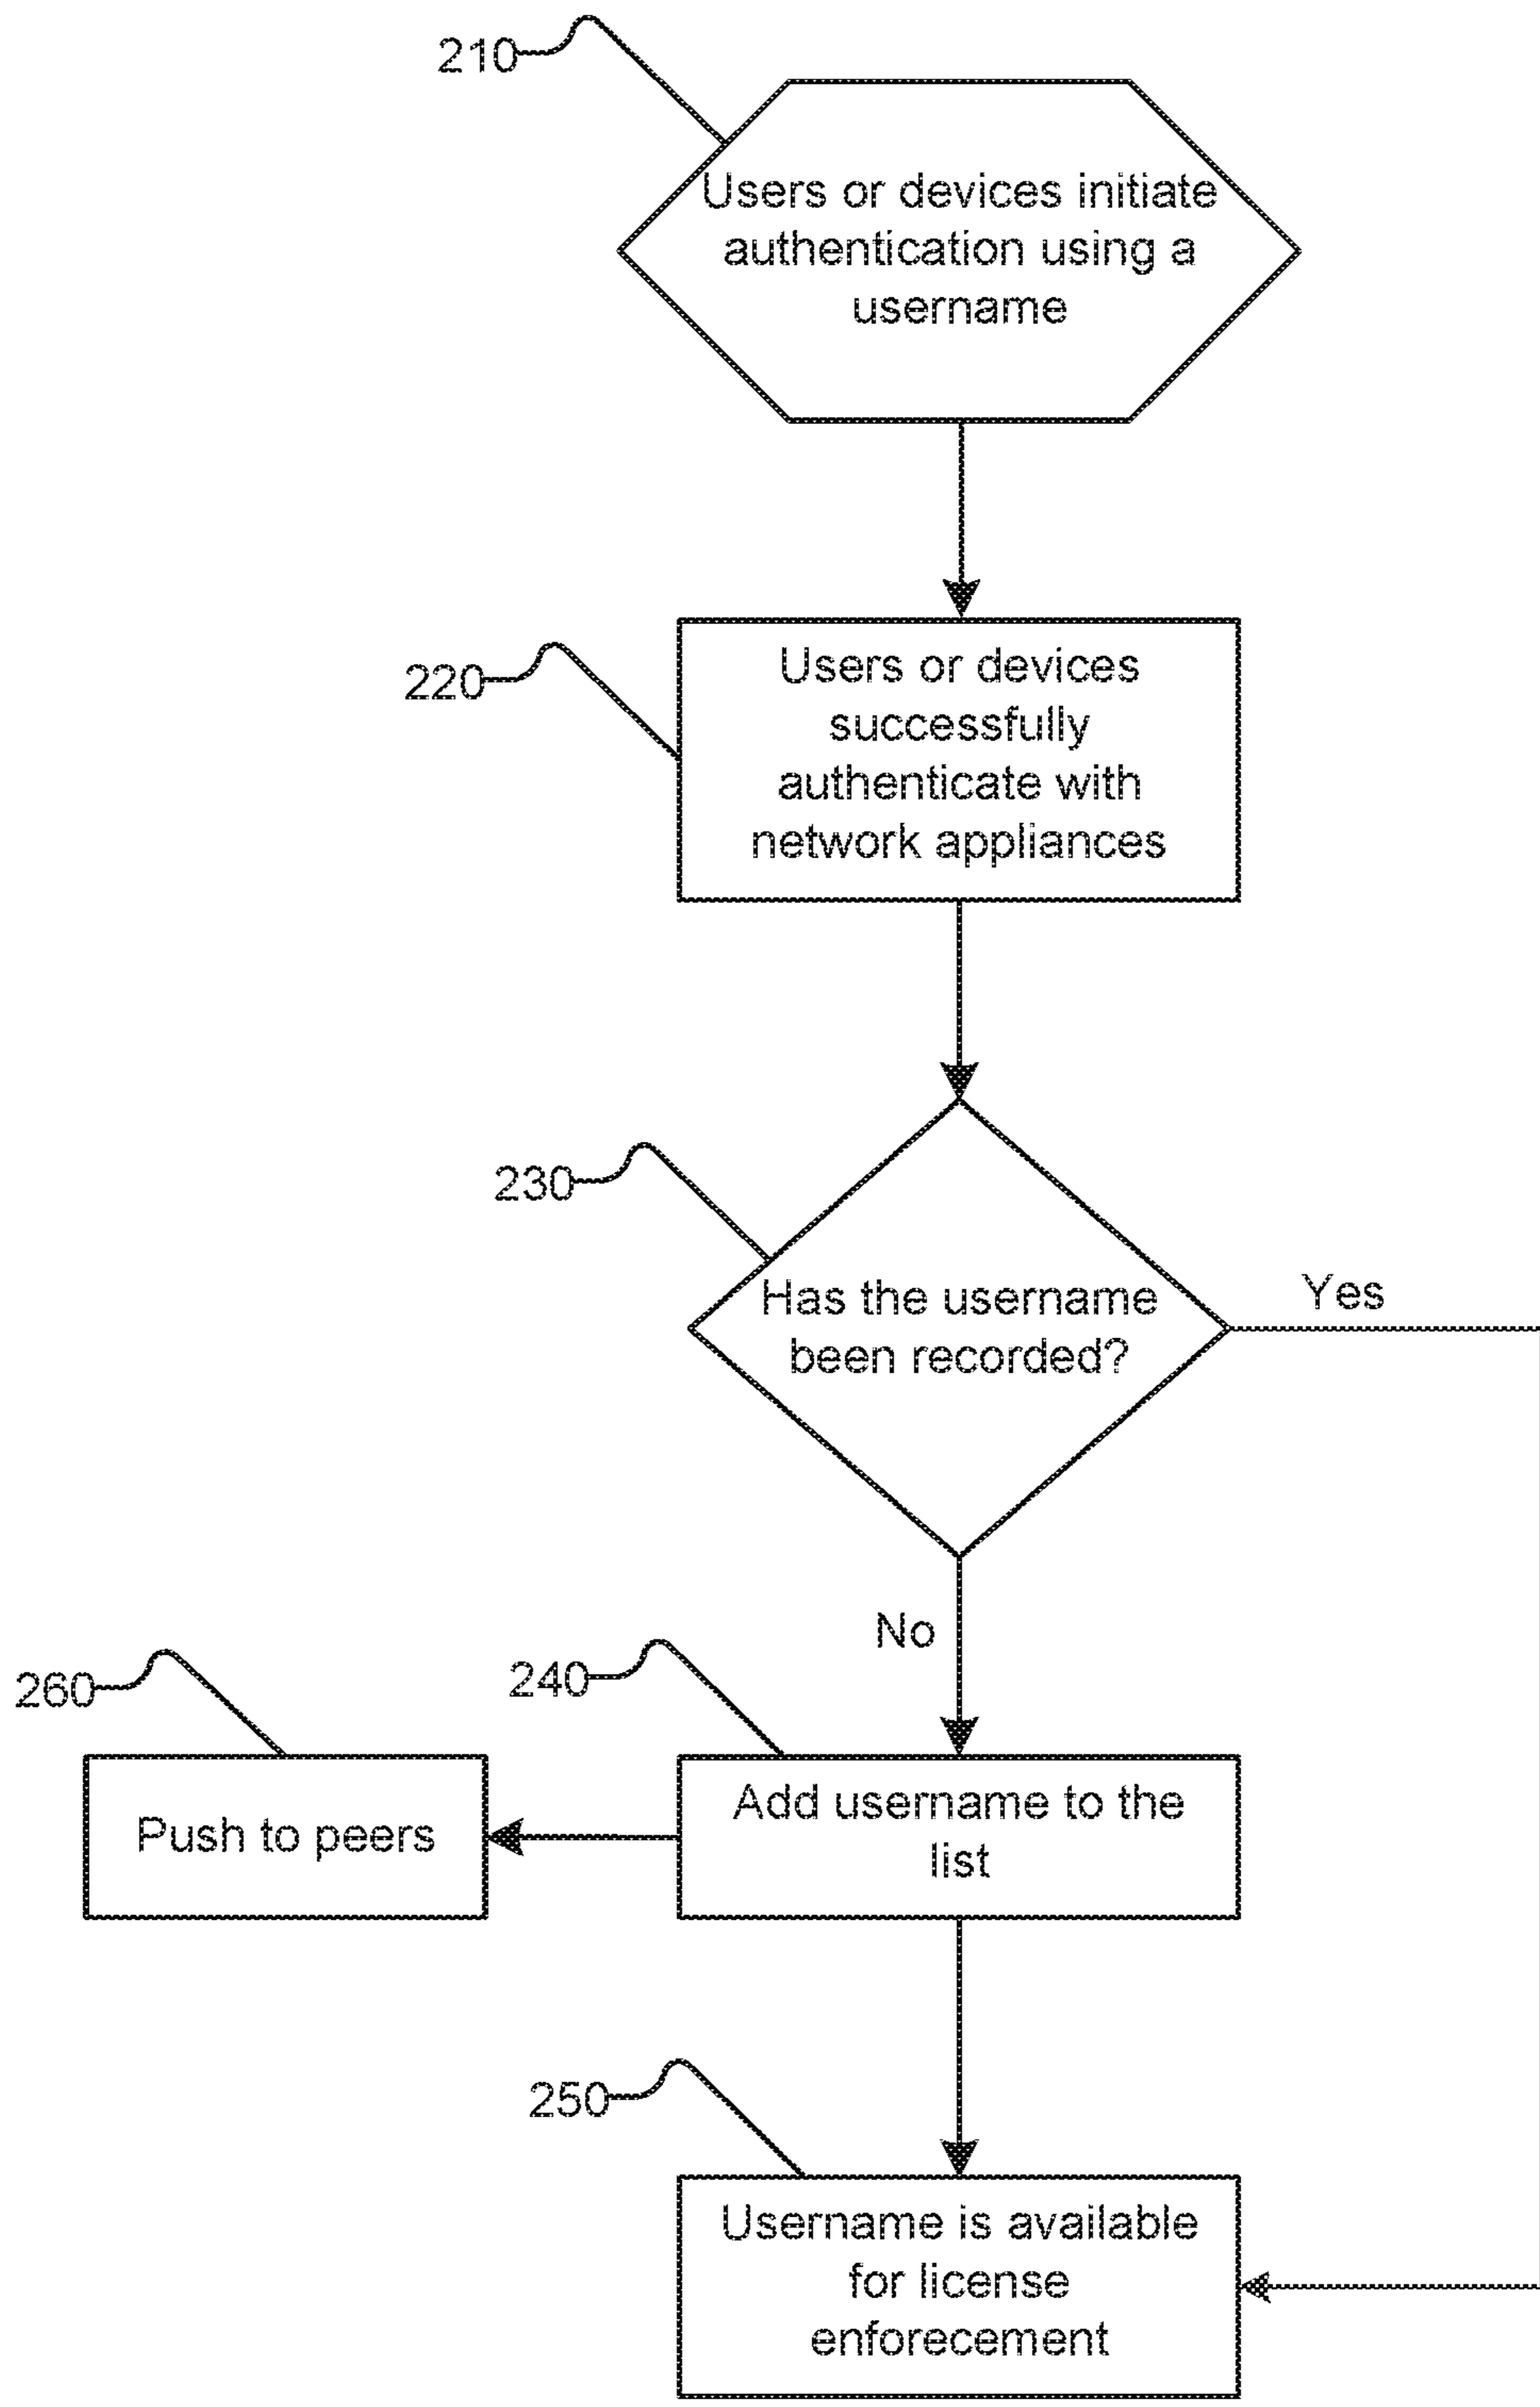 210
Users or devices initiate
authentication using a
username
220
Users or devices
successfully
authenticate with
network appliances
230
Has the username
been recorded?
Yes
No
240
Add username to the
list
260
Push to peers
250
Username is available
for license
enforecement